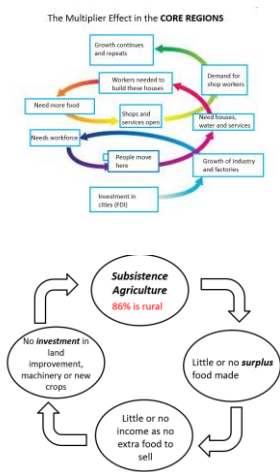 The Multiplier Effect in the CORE REGIONS
Growth continues
and repeats
Workers needed to
build these houses
Demand for
shop workers
Need more food
Shops and
services open
Need houses,
water and services
Needs workforce
People move
here
Growth of Industry
and factories
Investment in
cities (FDI)
Subsistence
Agriculture
86% is rural
No investment in
land
improvement,
machinery or new
crops
Little or no surplus
food made
Little or no
income as no
extra food to
sell